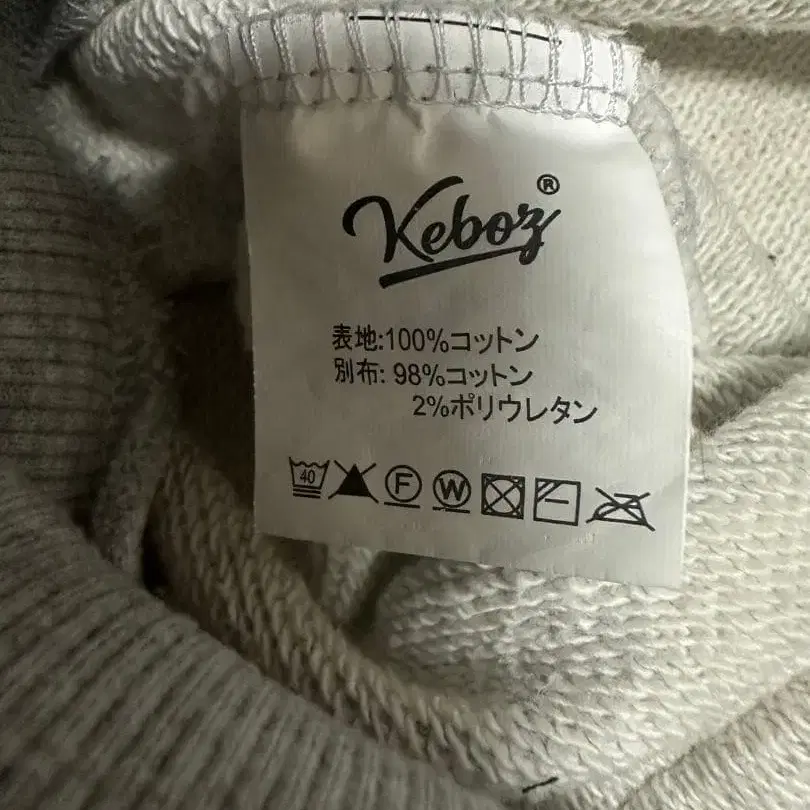 Keboz®
表地:100%コットン
別布: 98%コットン
2%ポリウレタン
40 F W